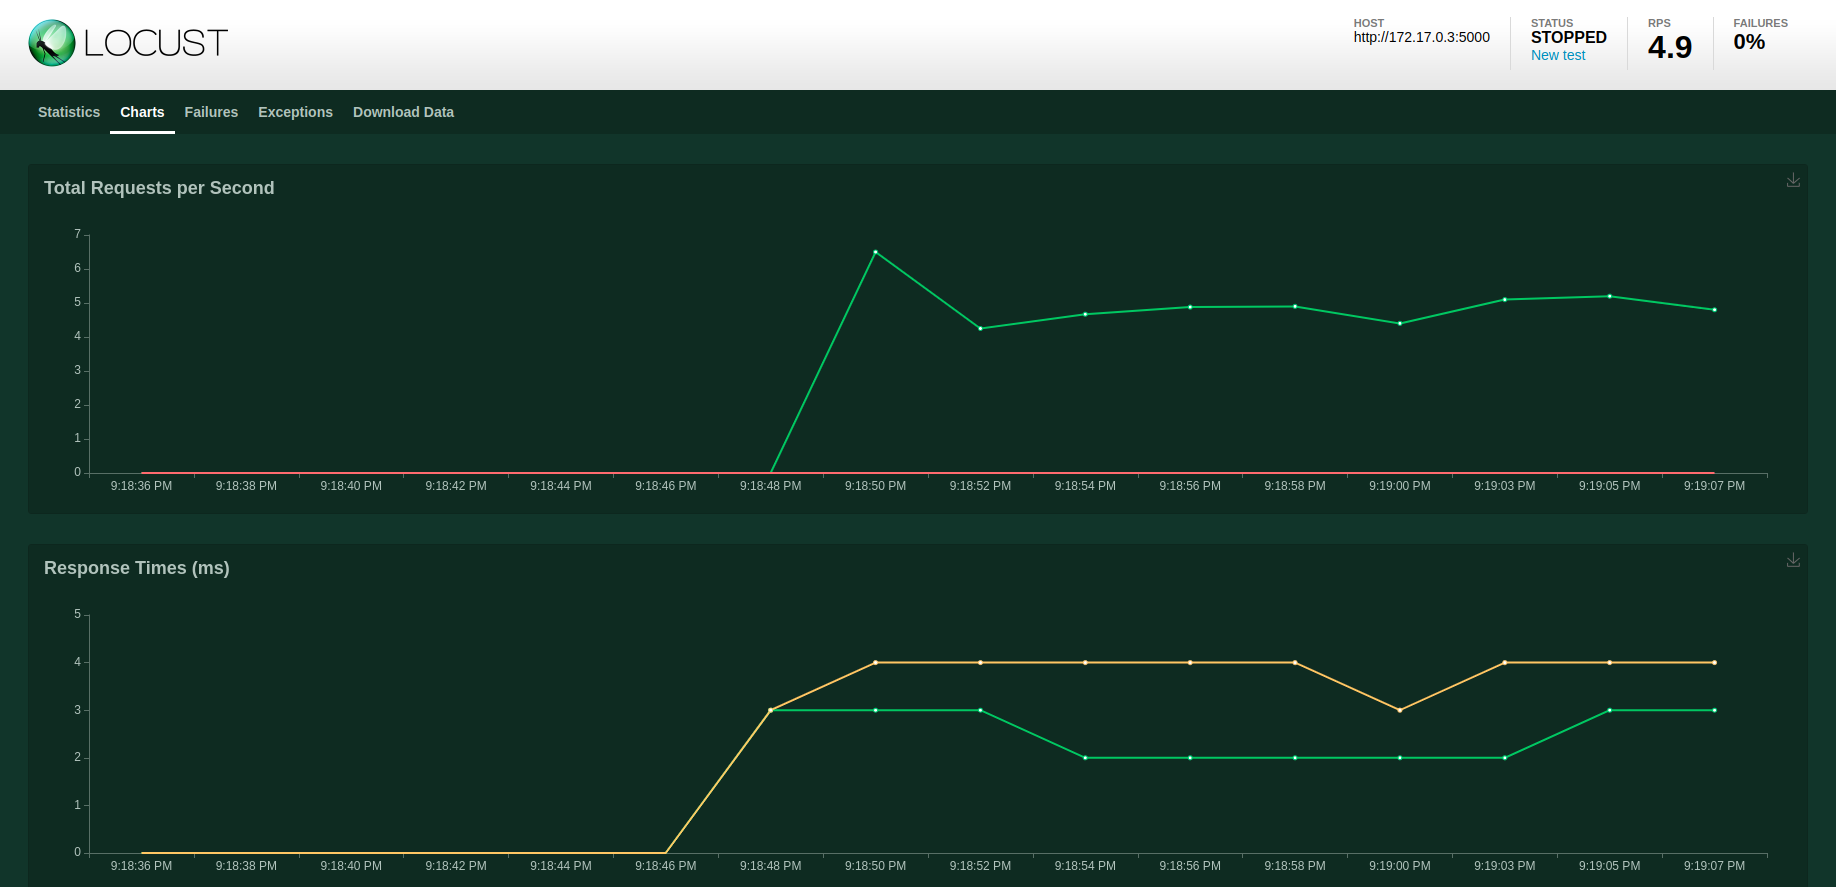 LOCUST
HOST
http://172.17.0.3:5000
STATUS
STOPPED
New test
RPS
4.9
FAILURES
0%
Statistics Charts Failures Exceptions Download Data
Total Requests per Second
7
6
5
4
3
2
1
0
9:18:36 PM 9:18:38 PM 9:18:40 PM 9:18:42 PM 9:18:44 PM 9:18:46 PM 9:18:48 PM 9:18:50 PM 9:18:52 PM 9:18:54 PM 9:18:56 PM 9:18:58 PM 9:19:00 PM 9:19:03 PM 9:19:05 PM 9:19:07 PM
Response Times (ms)
5
4
3
2
1
0
9:18:36 PM 9:18:38 PM 9:18:40 PM 9:18:42 PM 9:18:44 PM 9:18:46 PM 9:18:48 PM 9:18:50 PM 9:18:52 PM 9:18:54 PM 9:18:56 PM 9:18:58 PM 9:19:00 PM 9:19:03 PM 9:19:05 PM 9:19:07 PM